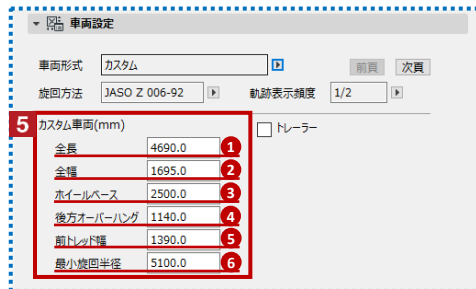 車両設定
車両形式 カスタム 前頁 次頁
旋回方法 JASO Z 006-92 軌跡表示頻度 1/2
5 カスタム車両(mm) トレーラー
全長 4690.0 1
全幅 1695.0 2
ホイールベース 2500.0 3
後方オーバーハング 1140.0 4
前トレッド幅 1390.0 5
最小旋回半径 5100.0 6